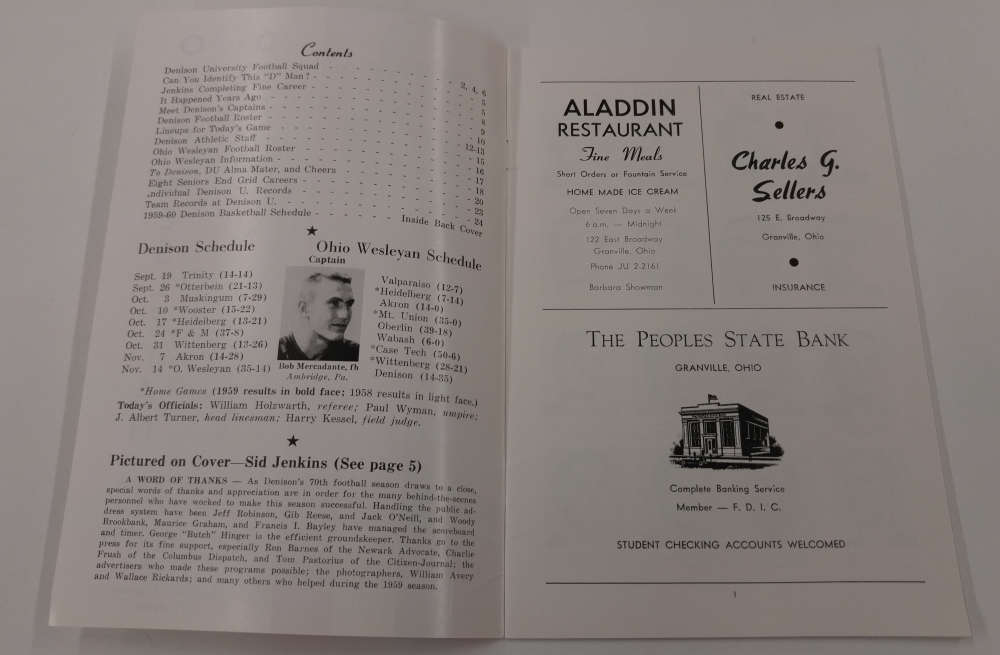 Contents
Denison University Football Squad - - - - - - - - - - 2, 4, 6
Can You Identify This "D" Man? - - - - - - - - - - 5
Jenkins Completing Fine Career - - - - - - - - - - 5
It Happened Years Ago - - - - - - - - - - 8
Meet Denison's Captains - - - - - - - - - - 9
Denison Football Roster - - - - - - - - - - 10
Lineups for Today's Game - - - - - - - - - - 12-13
Denison Athletic Staff - - - - - - - - - - 15
Ohio Wesleyan Football Roster - - - - - - - - - - 16
Ohio Wesleyan Information - - - - - - - - - - 17
To Denison, DU Alma Mater, and Cheers - - - - - - - - 18
Eight Seniors End Grid Careers - - - - - - - - - - 20
Individual Denison U. Records - - - - - - - - - - 23
Team Records at Denison U. - - - - - - - - - - 24
1959-60 Denison Basketball Schedule - - - - - Inside Back Cover
Denison Schedule
Sept. 19 Trinity (14-14)
Sept. 26 *Otterbein (21-13)
Oct. 3 Muskingum (7-29)
Oct. 10 *Wooster (15-22)
Oct. 17 *Heidelberg (13-21)
Oct. 24 *F & M (37-8)
Oct. 31 Wittenberg (13-26)
Nov. 7 Akron (14-28)
Nov. 14 *O. Wesleyan (35-14)
Captain
Bob Mercadante, fb
Ambridge, Pa.
Ohio Wesleyan Schedule
Valparaiso (12-7)
*Heidelberg (7-14)
Akron (14-0)
*Mt. Union (35-0)
Oberlin (39-18)
Wabash (6-0)
*Case Tech (50-6)
*Wittenberg (28-21)
Denison (14-35)
*Home Games (1959 results in bold face; 1958 results in light face.)
Today's Officials: William Holzwarth, referee; Paul Wyman, umpire;
J. Albert Turner, head linesman; Harry Kessel, field judge.
Pictured on Cover—Sid Jenkins (See page 5)
A WORD OF THANKS — As Denison's 70th football season draws to a close,
special words of thanks and appreciation are in order for the many behind-the-scenes
personnel who have worked to make this season successful. Handling the public ad-
dress system have been Jeff Robinson, Gib Reese, and Jack O'Neill, and Woody
Brookbank, Maurice Graham, and Francis I. Bayley have managed the scoreboard
and timer. George "Butch" Hinger is the efficient groundskeeper. Thanks go to the
press for its fine support, especially Ron Barnes of the Newark Advocate, Charlie
Frush of the Columbus Dispatch, and Tom Pastorius of the Citizen-Journal; the
advertisers who made these programs possible; the photographers, William Avery
and Wallace Rickards; and many others who helped during the 1959 season.
ALADDIN
RESTAURANT
Fine Meals
Short Orders or Fountain Service
HOME MADE ICE CREAM
Open Seven Days a Week
6 a.m. — Midnight
122 East Broadway
Granville, Ohio
Phone JU 2-2161
Barbara Showman
REAL ESTATE
Charles G.
Sellers
125 E. Broadway
Granville, Ohio
INSURANCE
THE PEOPLES STATE BANK
GRANVILLE, OHIO
Complete Banking Service
Member — F. D. I. C.
STUDENT CHECKING ACCOUNTS WELCOMED
1